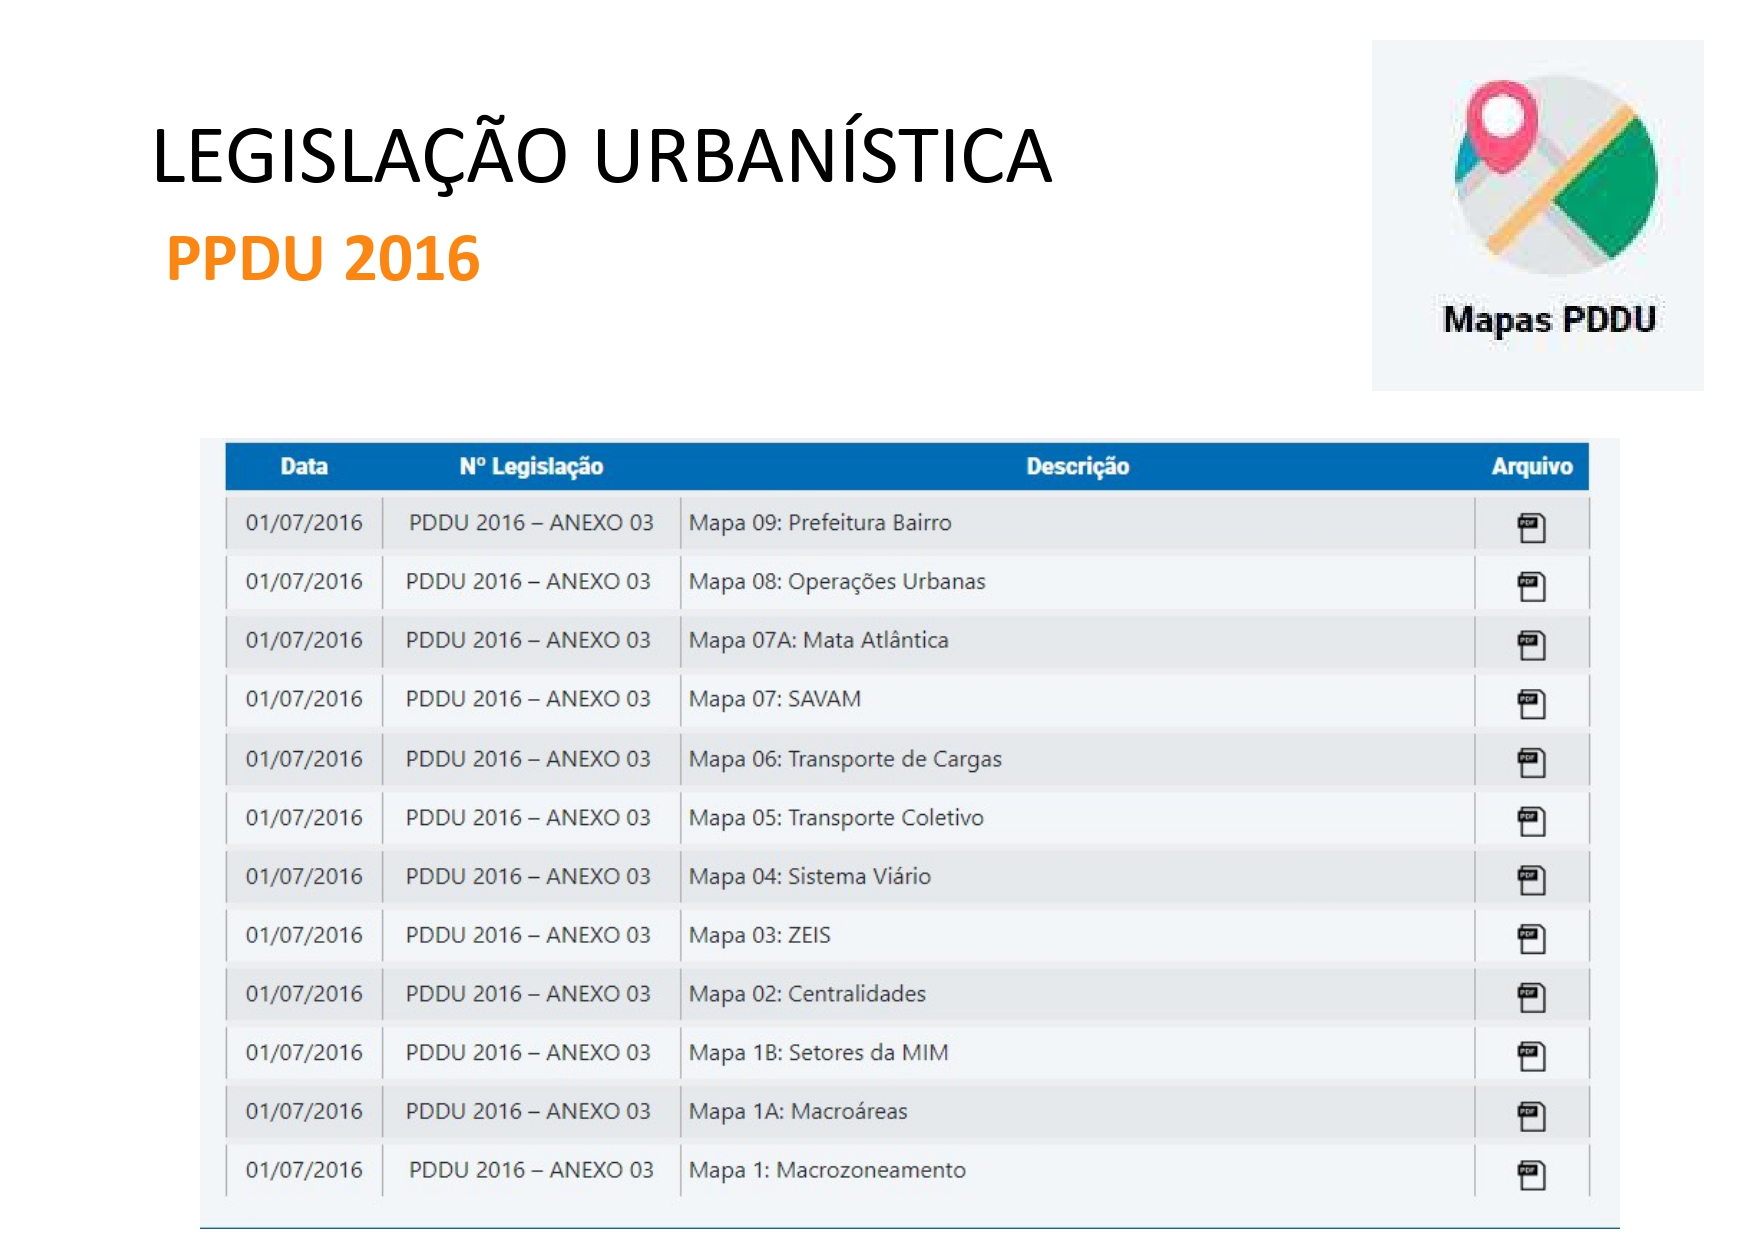 LEGISLAÇÃO URBANÍSTICA
PPDU 2016
Mapas PDDU
Data Nº Legislação Descrição Arquivo
01/07/2016 PDDU 2016 – ANEXO 03 Mapa 09: Prefeitura Bairro PDF
01/07/2016 PDDU 2016 – ANEXO 03 Mapa 08: Operações Urbanas PDF
01/07/2016 PDDU 2016 – ANEXO 03 Mapa 07A: Mata Atlântica PDF
01/07/2016 PDDU 2016 – ANEXO 03 Mapa 07: SAVAM PDF
01/07/2016 PDDU 2016 – ANEXO 03 Mapa 06: Transporte de Cargas PDF
01/07/2016 PDDU 2016 – ANEXO 03 Mapa 05: Transporte Coletivo PDF
01/07/2016 PDDU 2016 – ANEXO 03 Mapa 04: Sistema Viário PDF
01/07/2016 PDDU 2016 – ANEXO 03 Mapa 03: ZEIS PDF
01/07/2016 PDDU 2016 – ANEXO 03 Mapa 02: Centralidades PDF
01/07/2016 PDDU 2016 – ANEXO 03 Mapa 1B: Setores da MIM PDF
01/07/2016 PDDU 2016 – ANEXO 03 Mapa 1A: Macroáreas PDF
01/07/2016 PDDU 2016 – ANEXO 03 Mapa 1: Macrozoneamento PDF